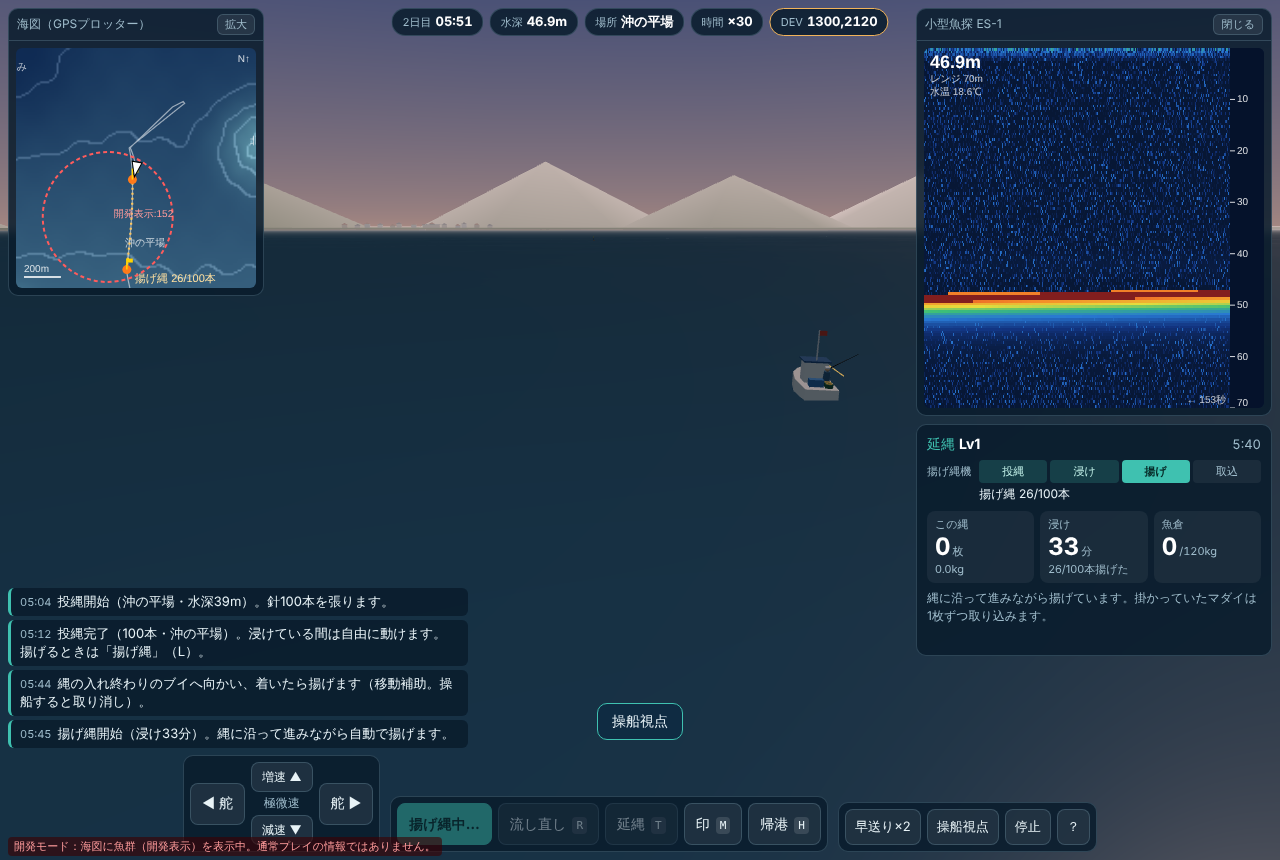 海図（GPSプロッター）
拡大
み
N↑
開発表示:152
沖の平場
200m
揚げ縄 26/100本
2日目 05:51
水深 46.9m
場所 沖の平場
時間 ×30
DEV 1300,2120
小型魚探 ES-1
閉じる
46.9m
レンジ 70m
水温 18.6℃
10
20
30
40
50
60
70
← 153秒
延縄 Lv1
5:40
揚げ縄機
投縄
浸け
揚げ
取込
揚げ縄 26/100本
この縄
0枚
0.0kg
浸け
33分
26/100本揚げた
魚倉
0/120kg
縄に沿って進みながら揚げています。掛かっていたマダイは
1枚ずつ取り込みます。
05:04 投縄開始（沖の平場・水深39m）。針100本を張ります。
05:12 投縄完了（100本・沖の平場）。浸けている間は自由に動けます。
揚げるときは「揚げ縄」（L）。
05:44 縄の入れ終わりのブイへ向かい、着いたら揚げます（移動補助。操
船すると取り消し）。
05:45 揚げ縄開始（浸け33分）。縄に沿って進みながら自動で揚げます。
操船視点
◀ 舵
増速 ▲
極微速
減速 ▼
舵 ▶
揚げ縄中…
流し直し R
延縄 T
印 M
帰港 H
早送り×2
操船視点
停止
?
開発モード：海図に魚群（開発表示）を表示中。通常プレイの情報ではありません。